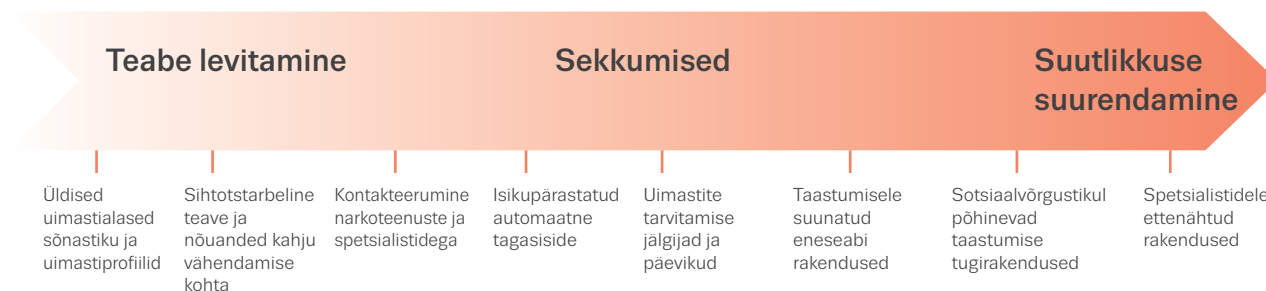 Teabe levitamine
Sekkumised
Suutlikkuse
suurendamine
Üldised
uimastialased
sõnastiku ja
uimastiprofiilid
Sihtotstarbeline
teave ja
nõuanded kahju
vähendamise
kohta
Kontakteerumine
narkoteenuste ja
spetsialistidega
Isikupärastatud
automaatne
tagasiside
Uimastite
tarvitamise
jälgijad ja
päevikud
Taastumisele
suunatud
eneseabi
rakendused
Sotsiaalvõrgustikul
põhinevad
taastumise
tugirakendused
Spetsialistidele
ettenähtud
rakendused